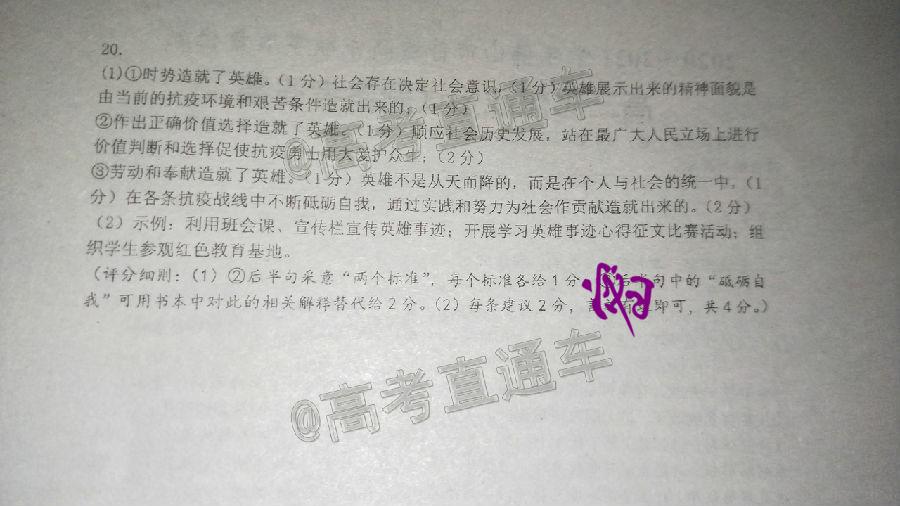 20.
(1)①时势造就了英雄。(1 分) 社会存在决定社会意识,(1 分) 英雄展示出来的精神面貌是
由当前的抗疫环境和艰苦条件造就出来的,(1 分)
②作出正确价值选择造就了英雄。(1 分) 顺应社会历史发展,站在最广大人民立场上进行
价值判断和选择促使抗疫勇士用大爱护众生;(2 分)
③劳动和奉献造就了英雄。(1 分) 英雄不是从天而降的,而是在个人与社会的统一中,(1
分) 在各条抗疫战线中不断砥砺自我,通过实践和努力为社会作贡献造就出来的。(2 分)
(2) 示例:利用班会课、宣传栏宣传英雄事迹;开展学习英雄事迹心得征文比赛活动;组
织学生参观红色教育基地。
(评分细则:(1) ②后半句采意“两个标准”,每个标准各给 1 分 句中的“砥砺自
我”可用书本中对此的相关解释替代给 2 分。(2) 每条建议 2 分, 即可,共 4 分。)
@高考直通车
@高考直通车